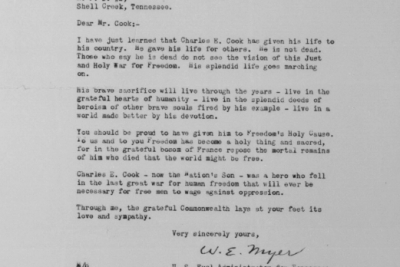 Shell Creek, Tennessee.
Dear Mr. Cook:-
I have just learned that Charles E. Cook has given his life to
his country. He gave his life for others. He is not dead.
Those who say he is dead do not see the vision of this Just
and Holy War for Freedom. His splendid life goes marching
on.
His brave sacrifice will live through the years - live in the
grateful hearts of humanity - live in the splendid deeds of
heroism of other brave souls fired by his example - live in a
world made better by his devotion.
You should be proud to have given him to Freedom's Holy Cause.
To us and to you Freedom has become a holy thing and sacred,
for in the grateful bosom of France repose the mortal remains
of him who died that the world might be free.
Charles E. Cook - now the Nation's Son - was a hero who fell
in the last great war for human freedom that will ever be
necessary for free men to wage against oppression.
Through me, the grateful Commonwealth lays at your feet its
love and sympathy.
Very sincerely yours,
W. E. Myer